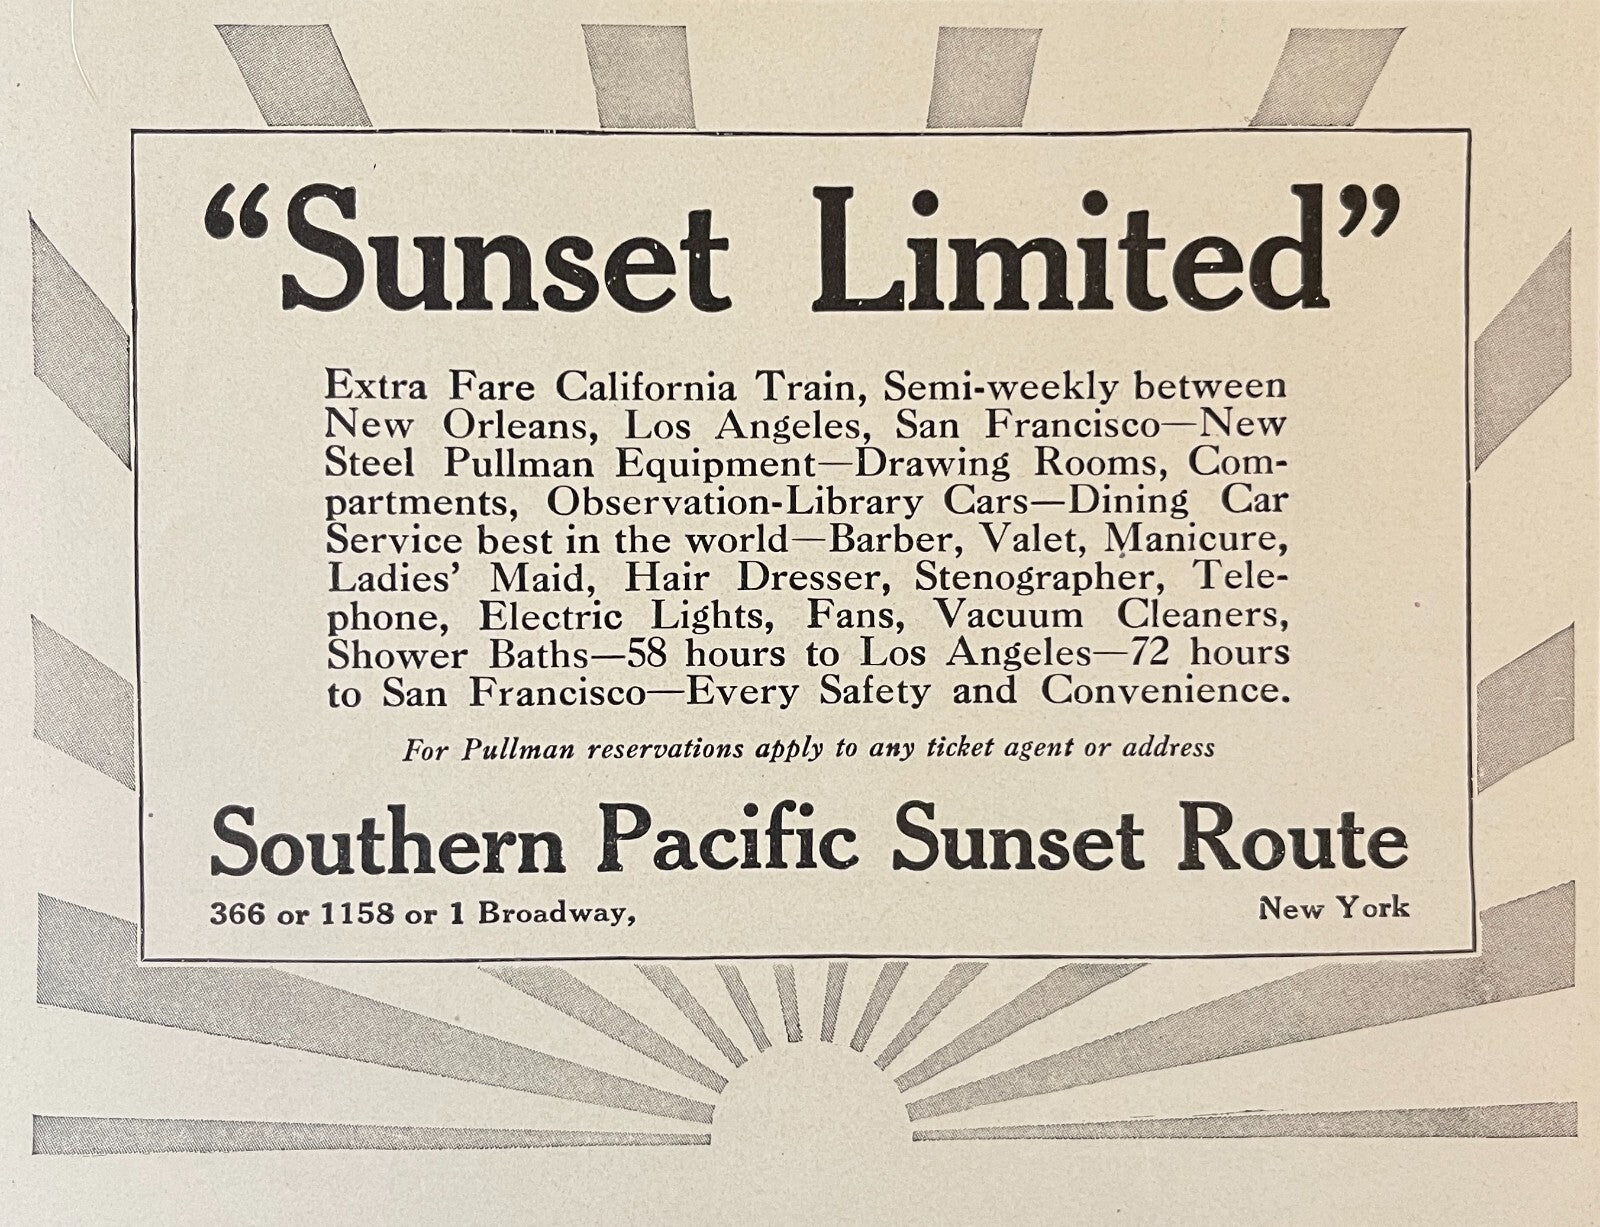 “Sunset Limited”
Extra Fare California Train, Semi-weekly between
New Orleans, Los Angeles, San Francisco—New
Steel Pullman Equipment—Drawing Rooms, Com-
partments, Observation-Library Cars—Dining Car
Service best in the world—Barber, Valet, Manicure,
Ladies’ Maid, Hair Dresser, Stenographer, Tele-
phone, Electric Lights, Fans, Vacuum Cleaners,
Shower Baths—58 hours to Los Angeles—72 hours
to San Francisco—Every Safety and Convenience.
For Pullman reservations apply to any ticket agent or address
Southern Pacific Sunset Route
366 or 1158 or 1 Broadway, New York